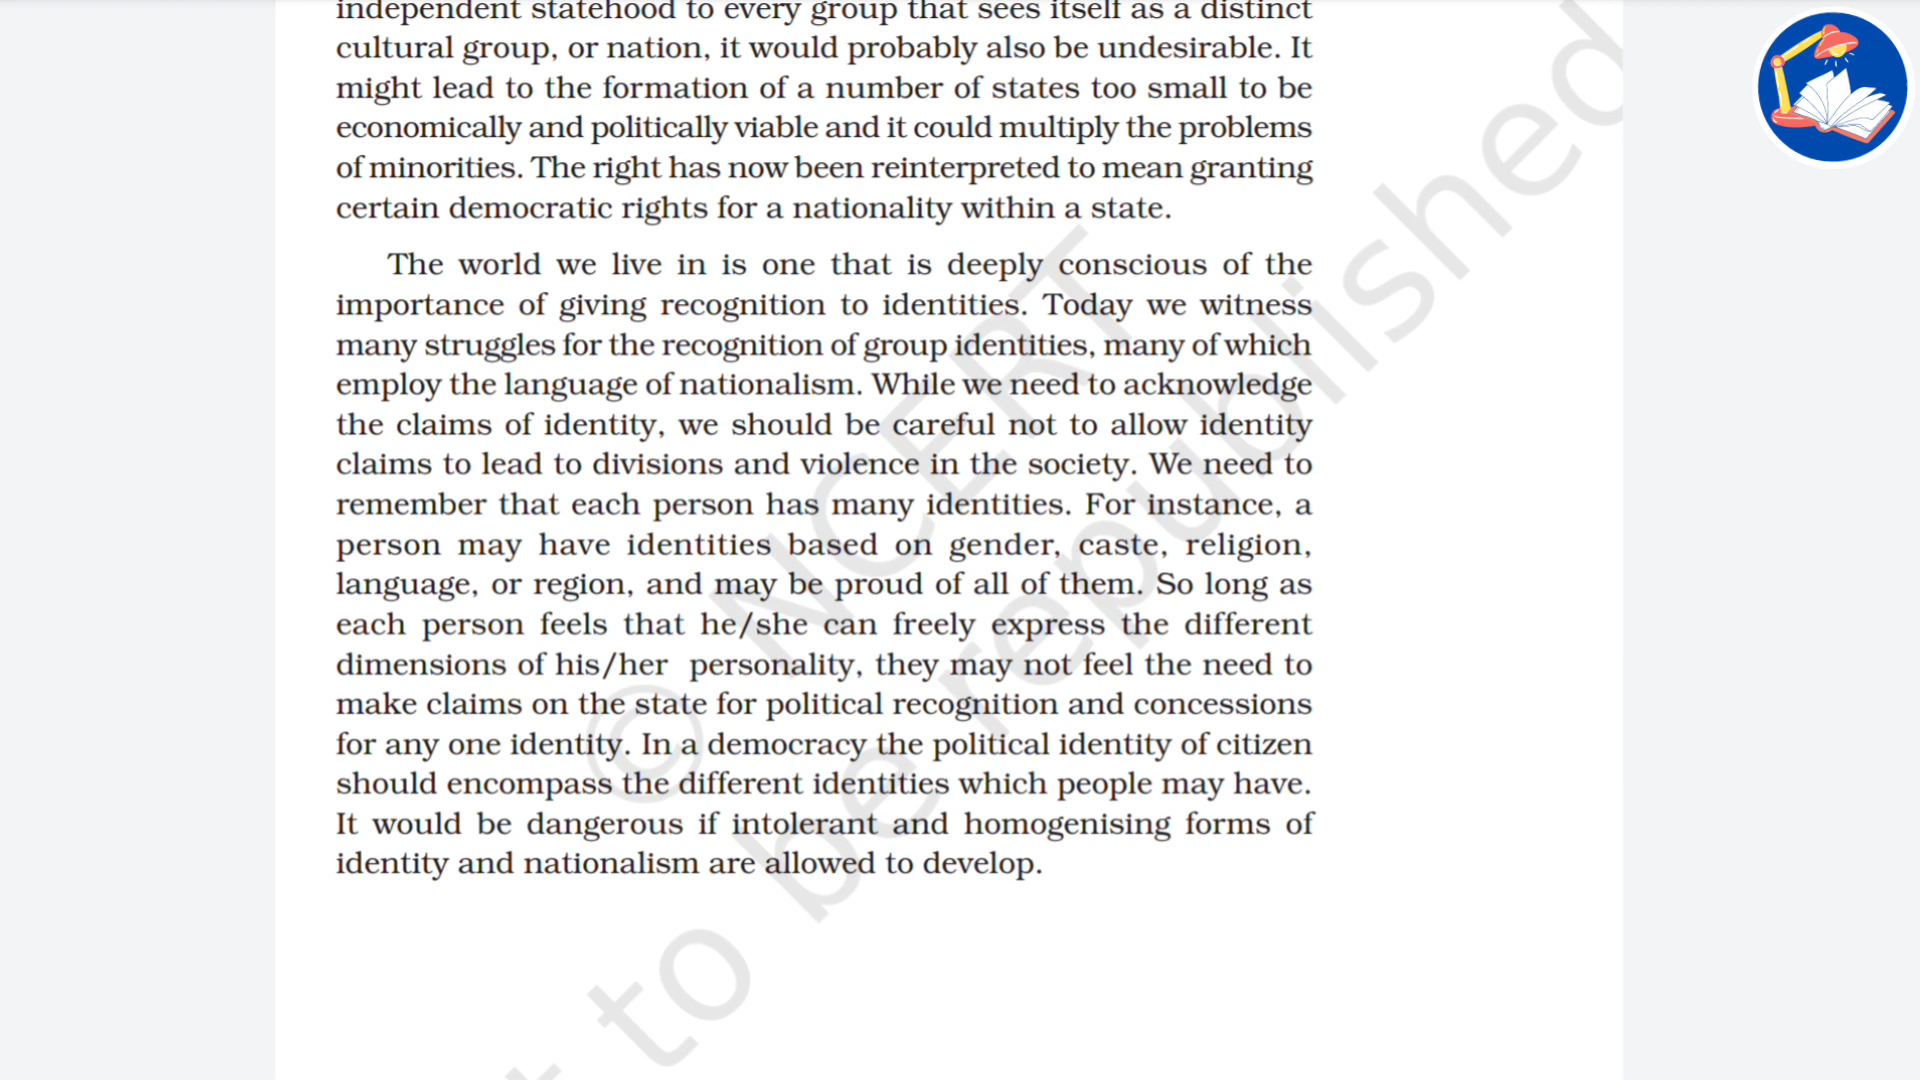 independent statehood to every group that sees itself as a distinct
cultural group, or nation, it would probably also be undesirable. It
might lead to the formation of a number of states too small to be
economically and politically viable and it could multiply the problems
of minorities. The right has now been reinterpreted to mean granting
certain democratic rights for a nationality within a state.
The world we live in is one that is deeply conscious of the
importance of giving recognition to identities. Today we witness
many struggles for the recognition of group identities, many of which
employ the language of nationalism. While we need to acknowledge
the claims of identity, we should be careful not to allow identity
claims to lead to divisions and violence in the society. We need to
remember that each person has many identities. For instance, a
person may have identities based on gender, caste, religion,
language, or region, and may be proud of all of them. So long as
each person feels that he/she can freely express the different
dimensions of his/her personality, they may not feel the need to
make claims on the state for political recognition and concessions
for any one identity. In a democracy the political identity of citizen
should encompass the different identities which people may have.
It would be dangerous if intolerant and homogenising forms of
identity and nationalism are allowed to develop.
© NCERT
to be republished